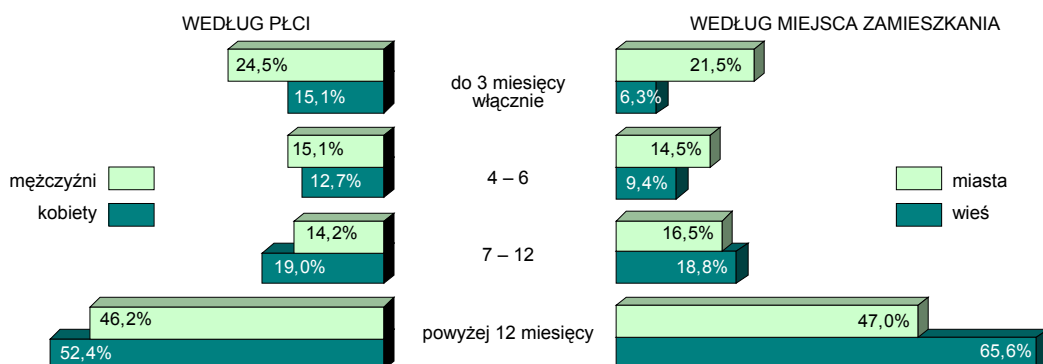 WEDŁUG PŁCI
WEDŁUG MIEJSCA ZAMIESZKANIA
24,5%
15,1%
do 3 miesięcy
włącznie
21,5%
6,3%
15,1%
12,7%
4 – 6
14,5%
9,4%
mężczyźni
kobiety
miasta
wieś
14,2%
19,0%
7 – 12
16,5%
18,8%
46,2%
52,4%
powyżej 12 miesięcy
47,0%
65,6%